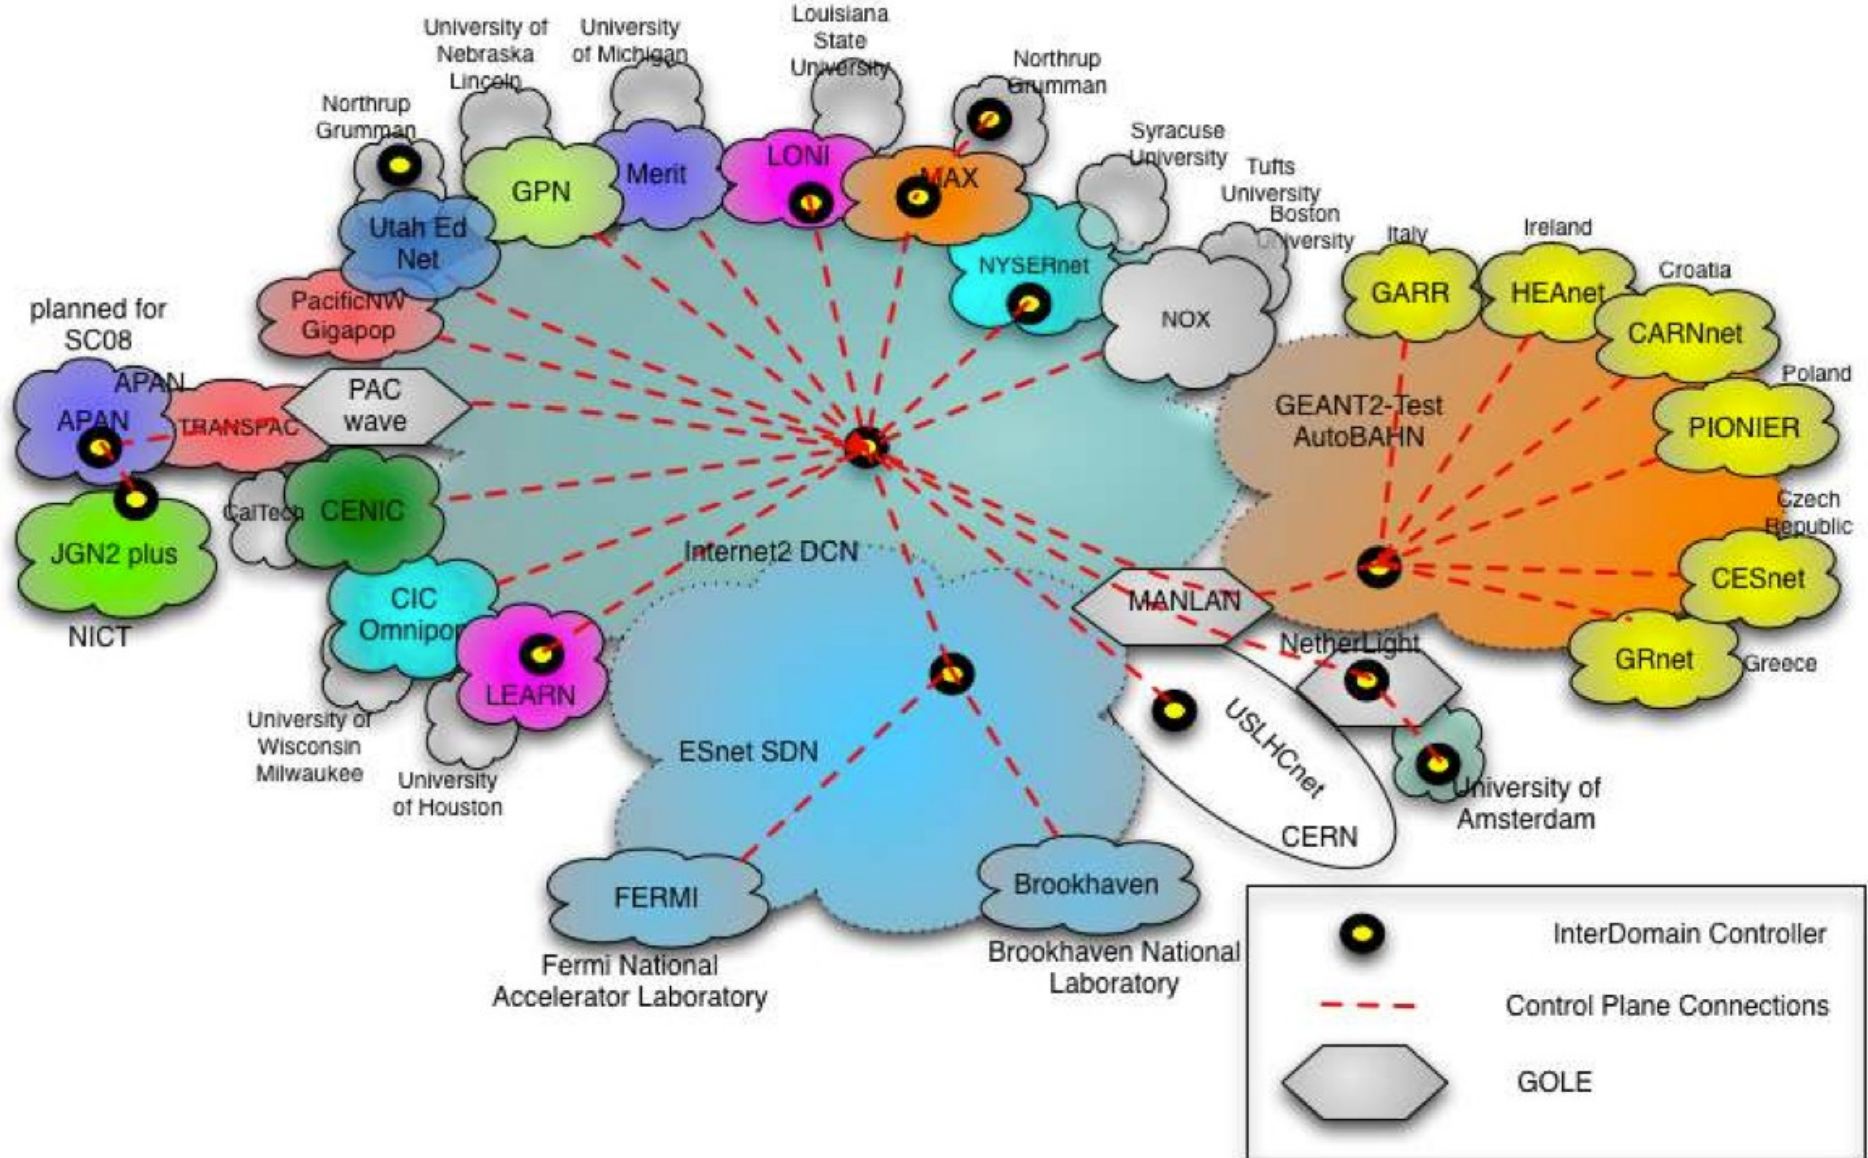 University of
Nebraska
Lincoln
University
of Michigan
Louisiana
State
University
Northrup
Grumman
Northrup
Grumman
Syracuse
University
Tufts
University
Boston
University
GPN
Merit
LONI
MAX
Utah Ed
Net
NYSERnet
NOX
PacificNW
Gigapop
planned for
SC08
APAN
APAN
TRANSPAC
PAC
wave
CalTech
CENIC
JGN2 plus
NICT
CIC
Omnipop
LEARN
University of
Wisconsin
Milwaukee
University
of Houston
Internet2 DCN
ESnet SDN
FERMI
Fermi National
Accelerator Laboratory
Brookhaven
Brookhaven National
Laboratory
MANLAN
USLHCnet
CERN
NetherLight
University of
Amsterdam
GEANT2-Test
AutoBAHN
Italy
GARR
Ireland
HEAnet
Croatia
CARNnet
Poland
PIONIER
Czech
Republic
CESnet
GRnet
Greece
InterDomain Controller
Control Plane Connections
GOLE